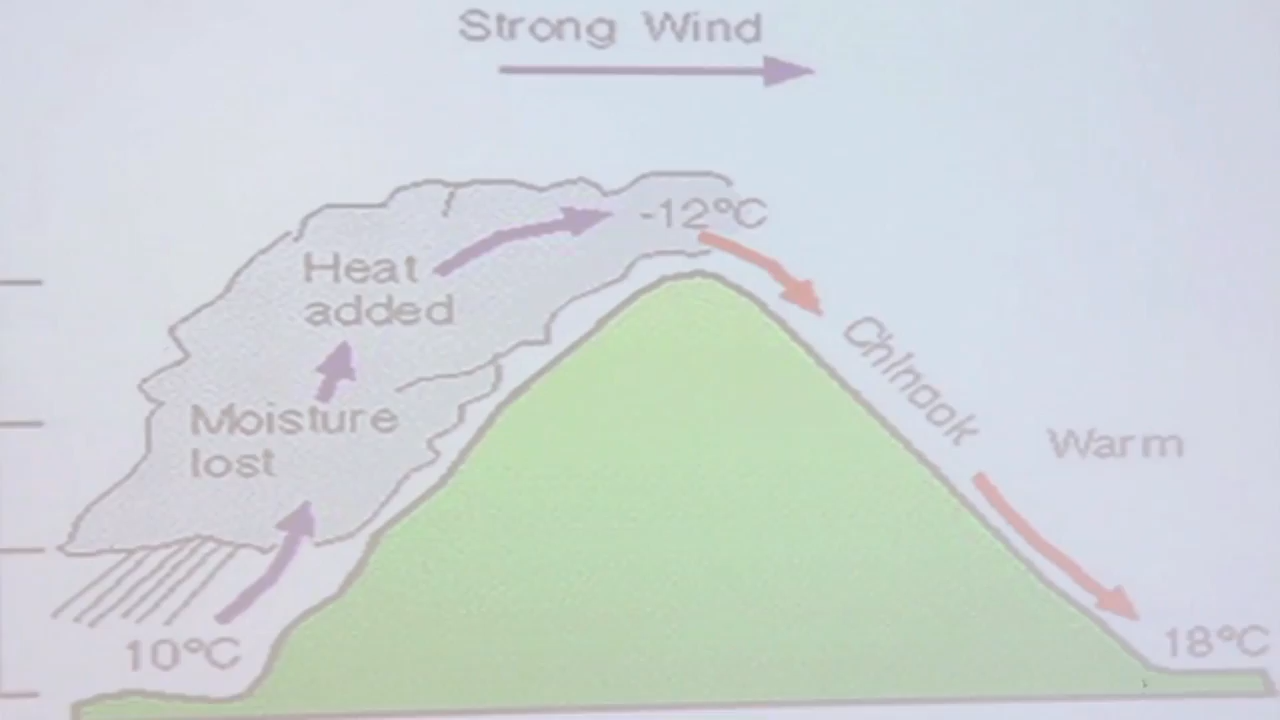 Strong Wind
-12°C
Heat
added
Chinook
Moisture
lost
Warm
10°C
18°C